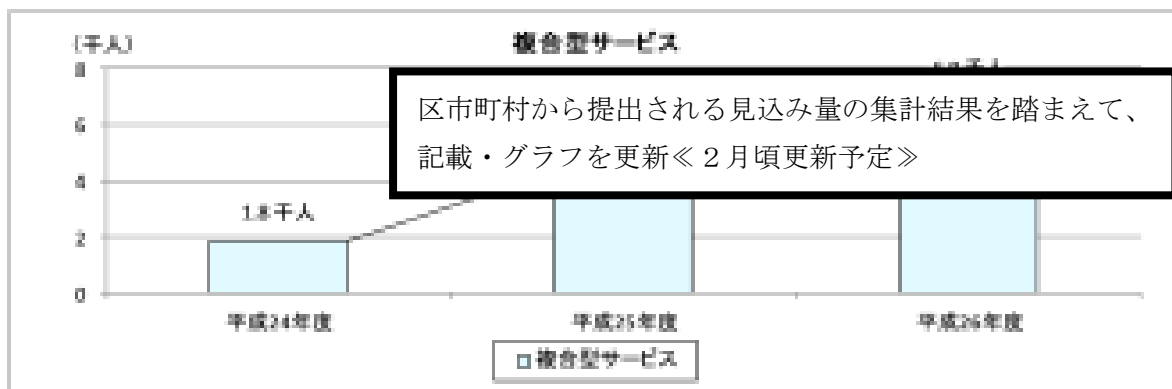 (千人)
複合型サービス
8
区市町村から提出される見込み量の集計結果を踏まえて、
記載・グラフを更新≪２月頃更新予定≫
6
4
1.8千人
2
0
平成24年度
平成25年度
平成26年度
複合型サービス